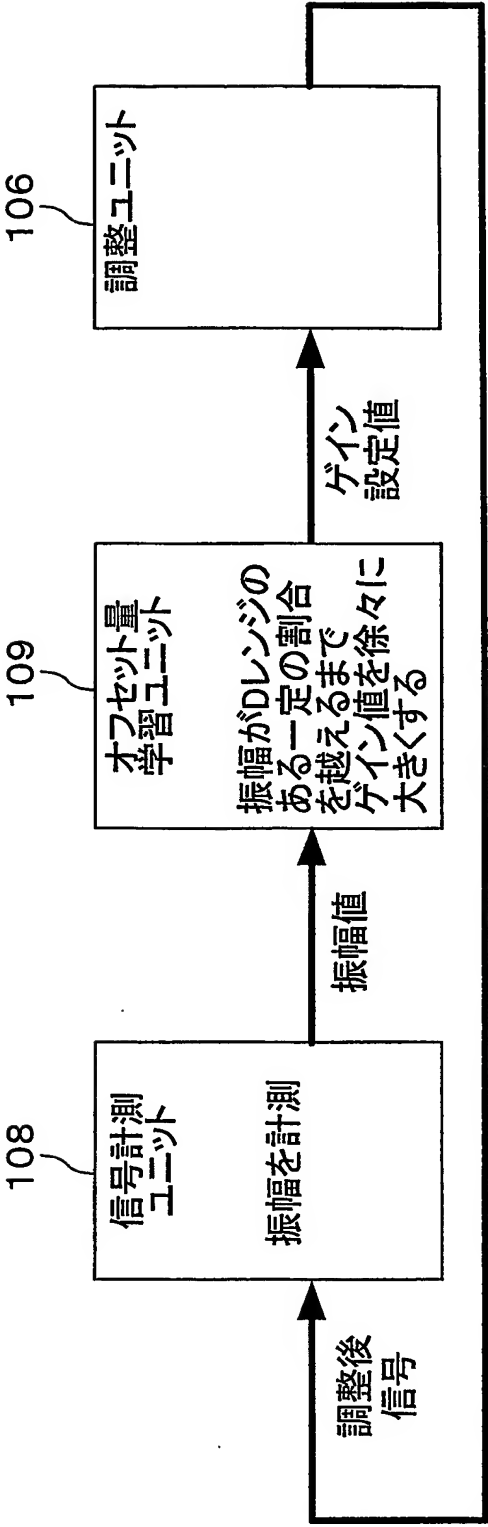 108
信号計測
ユニット
振幅を計測
109
オフセット量
学習ユニット
振幅がDレンジの
ある一定の割合
を越えるまで
ゲイン値を徐々に
大きくする
106
調整ユニット
調整後
信号
振幅値
ゲイン
設定値